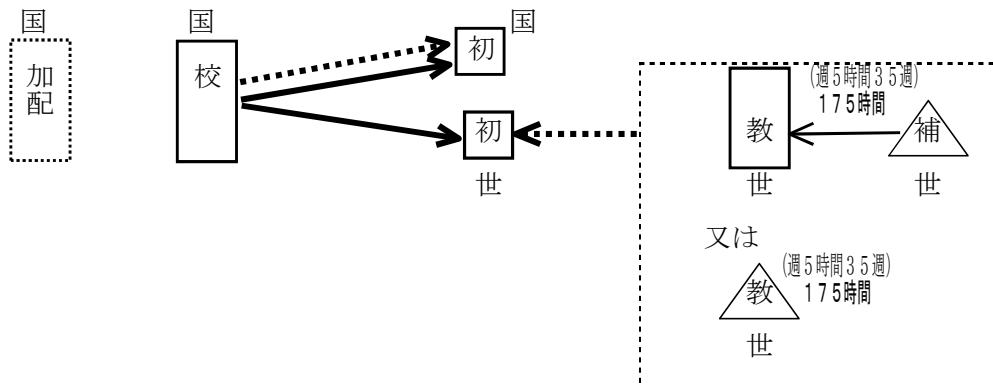 国
国
国
加配
校
初
初
世
(週5時間35週)
175時間
教
補
世
世
又は
(週5時間35週)
175時間
教
世